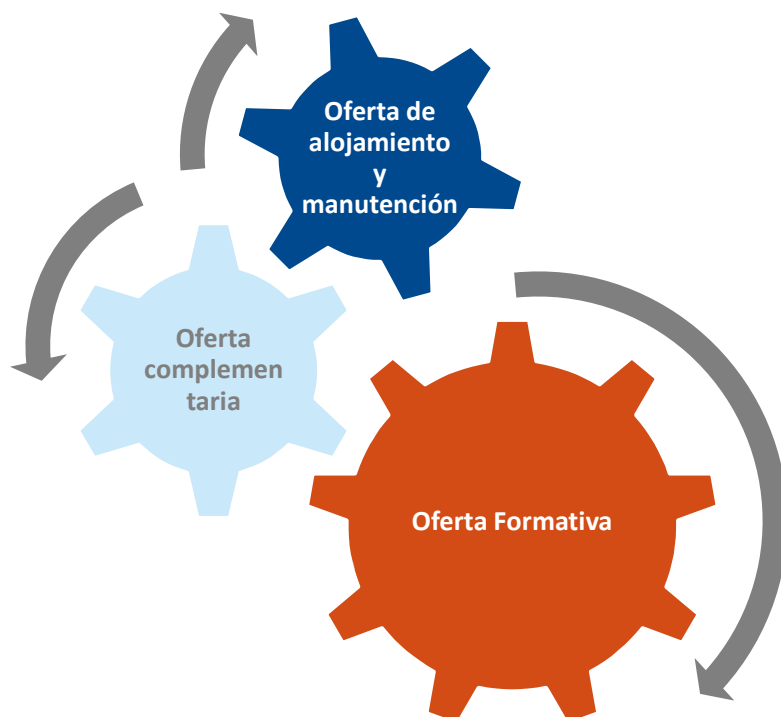 Oferta de
alojamiento
y
manutención
Oferta
complemen
taria
Oferta Formativa